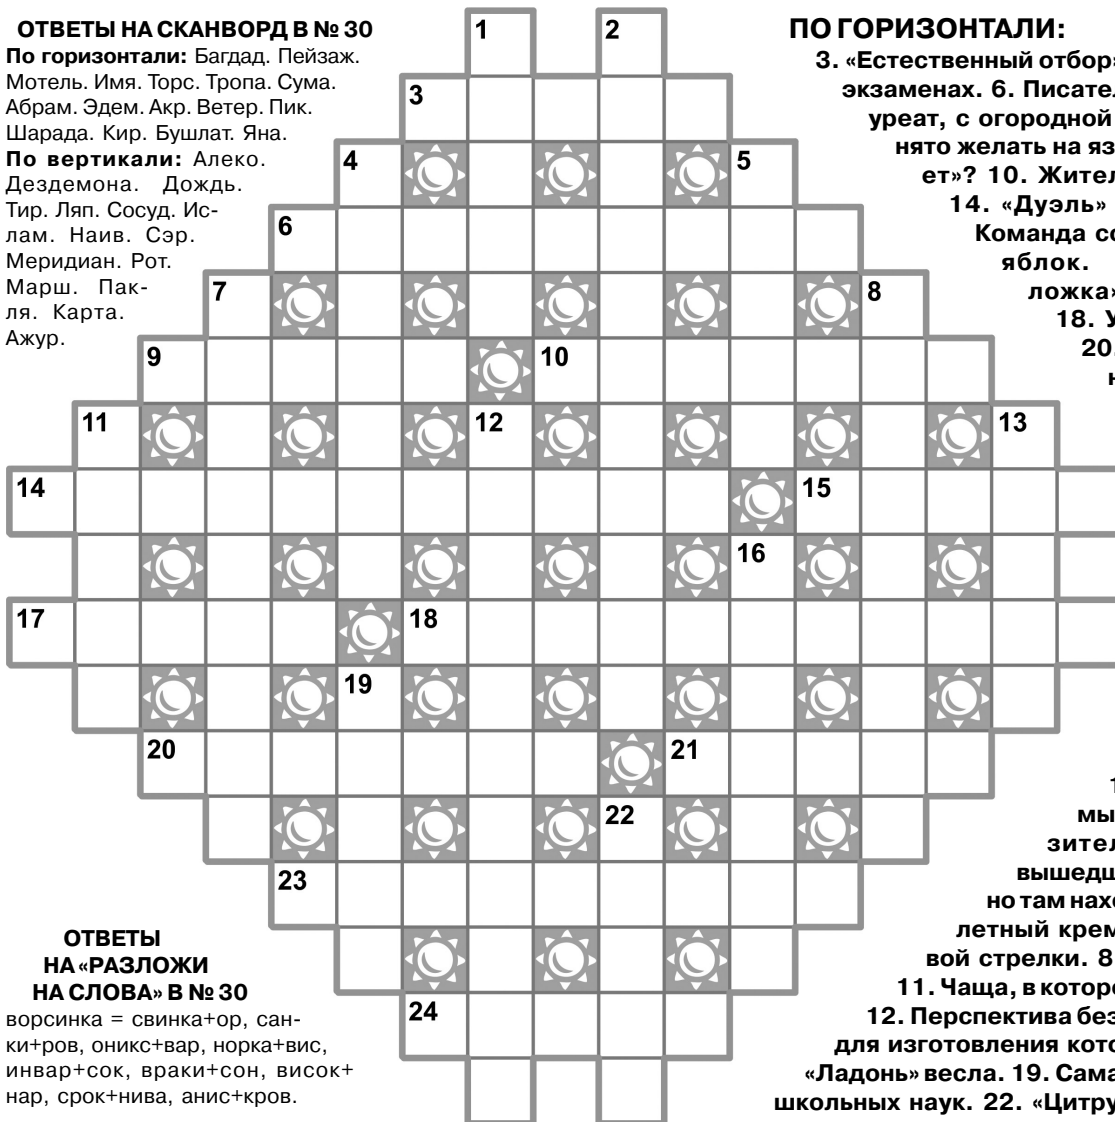 ОТВЕТЫ НА СКАНВОРД В № 30
По горизонтали: Багдад. Пейзаж.
Мотель. Имя. Торс. Тропа. Сума.
Абрам. Эдем. Акр. Ветер. Пик.
Шарада. Кир. Бушлат. Яна.
По вертикали: Алеко.
Дездемона. Дождь.
Тир. Ляп. Сосуд. Ис-
лам. Наив. Сэр.
Меридиан. Рот.
Марш. Пак-
ля. Карта.
Ажур.
1 2
3
4 5
6
7 8
9 10
11 12 13
14 15
16
17 18
19
20 21
22
23
24
ОТВЕТЫ
НА «РАЗЛОЖИ
НА СЛОВА» В № 30
ворсинка = свинка+ор, сан-
ки+ров, оникс+вар, норка+вис,
инвар+сок, враки+сон, висок+
нар, срок+нива, анис+кров.
ПО ГОРИЗОНТАЛИ:
3. «Естественный отбор»
экзаменах. 6. Писател
уреат, с огородной
нято желать на яз
ет»? 10. Жител
14. «Дуэль»
Команда со
яблок.
ложка»
18. У
20.
мы
зител
вышедш
но там нахо
летный крем
вой стрелки. 8
11. Чаща, в которо
12. Перспектива без
для изготовления кото
«Ладонь» весла. 19. Сама
школьных наук. 22. «Цитру